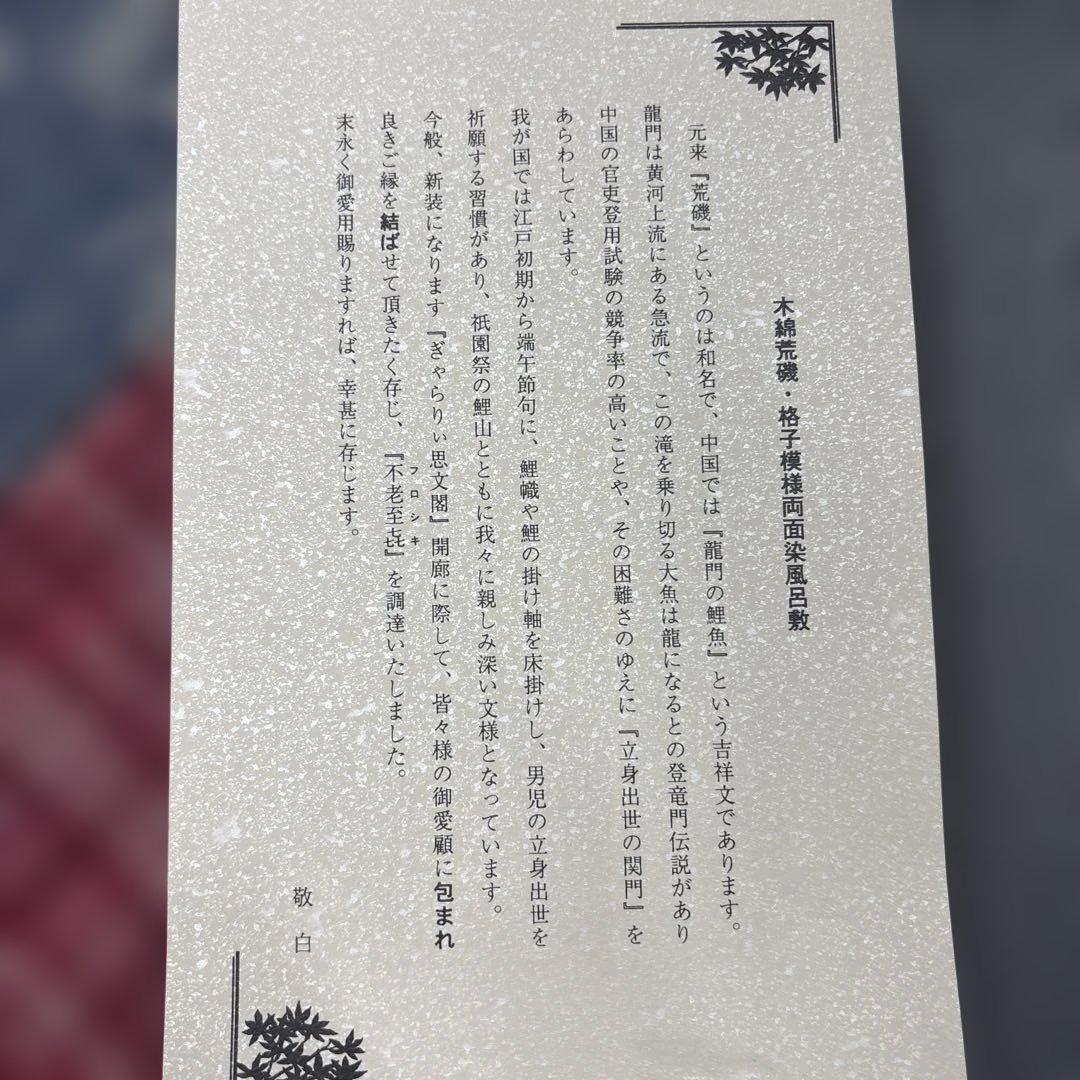 木綿荒磯・格子模様両面染風呂敷
元来『荒磯』というのは和名で、中国では『龍門の鯉魚』という吉祥文であります。
龍門は黄河上流にある急流で、この滝を乗り切る大魚は龍になるとの登竜門伝説があり
中国の官吏登用試験の競争率の高いことや、その困難さのゆえに『立身出世の関門』を
あらわしています。
我が国では江戸初期から端午節句に、鯉幟や鯉の掛け軸を床掛けし、男児の立身出世を
祈願する習慣があり、祇園祭の鯉山とともに我々に親しみ深い文様となっています。
今般、新装になります『ぎゃらりぃ思文閣』開廊に際して、皆々様の御愛顧に包まれ
良きご縁を結ばせて頂きたく存じ、『不老至㐂』を調達いたしました。
フロシキ
末永く御愛用賜りますれば、幸甚に存じます。
敬白